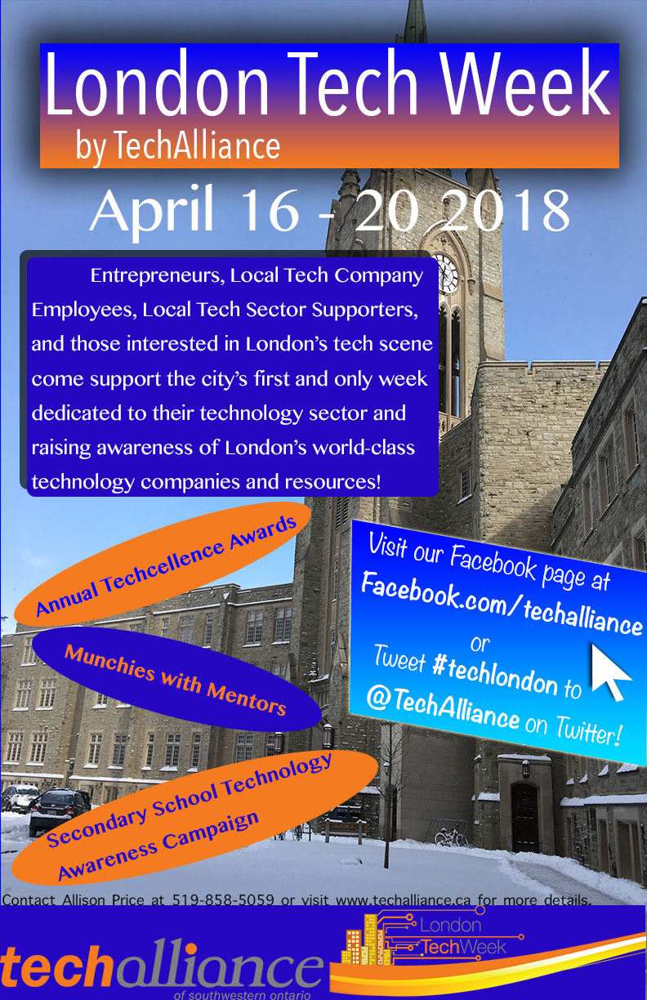 London Tech Week
by TechAlliance
April 16 - 20 2018
Entrepreneurs, Local Tech Company
Employees, Local Tech Sector Supporters,
and those interested in London's tech scene
come support the city's first and only week
dedicated to their technology sector and
raising awareness of London's world-class
technology companies and resources!
Annual Techcellence Awards
Munchies with Mentors
Secondary School Technology
Awareness Campaign
Visit our Facebook page at
Facebook.com/techalliance
or
Tweet #techlondon to
@TechAlliance on Twitter!
Contact Allison Price at 519-858-5059 or visit www.techalliance.ca for more details.
techalliance
of southwestern ontario
London
TechWeek